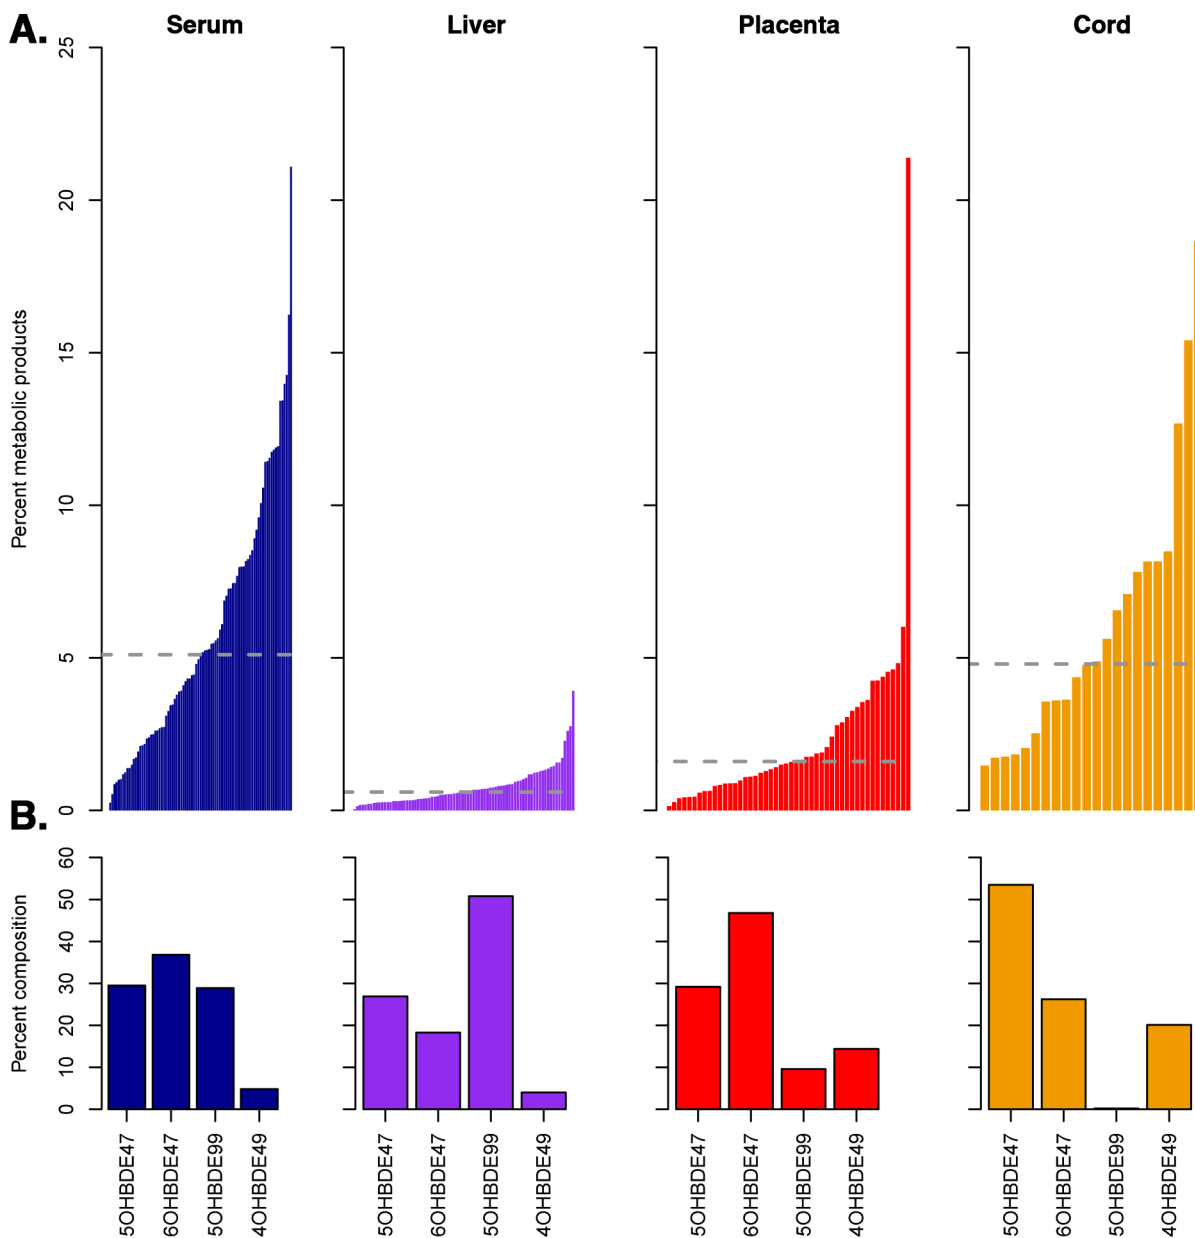 A.
Serum
Liver
Placenta
Cord
Percent metabolic products
25
20
15
10
5
0
B.
Percent composition
60
50
40
30
20
10
0
5OHBDE47
6OHBDE47
5OHBDE99
4OHBDE49
5OHBDE47
6OHBDE47
5OHBDE99
4OHBDE49
5OHBDE47
6OHBDE47
5OHBDE99
4OHBDE49
5OHBDE47
6OHBDE47
5OHBDE99
4OHBDE49